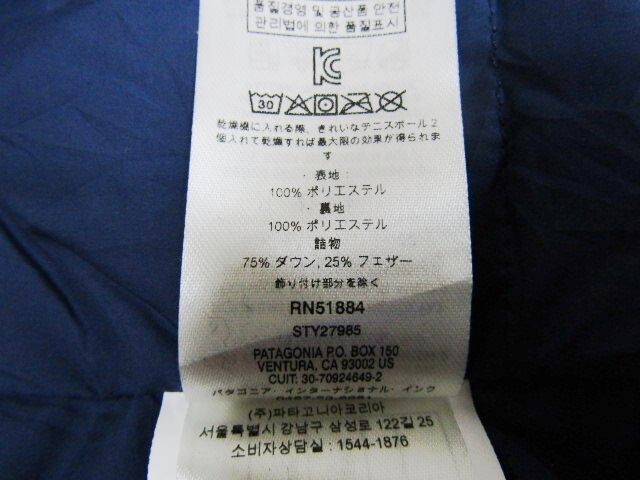 품질경영 및 공산품 안전
관리법에 의한 품질표시
30
乾燥機に入れる際、きれいなテニスボール2
個入れて乾燥すれば最大限の効果が得られま
す
・表地:
100% ポリエステル
・裏地:
100% ポリエステル
詰物
75% ダウン, 25% フェザー
飾り付け部分を除く
RN51884
STY27985
PATAGONIA P.O. BOX 150
VENTURA, CA 93002 US
CUIT: 30-70924649-2
パタゴニア・インターナショナル・インク
(주)파타고니아코리아
서울특별시 강남구 삼성로 122길 25
소비자상담실 : 1544-1876